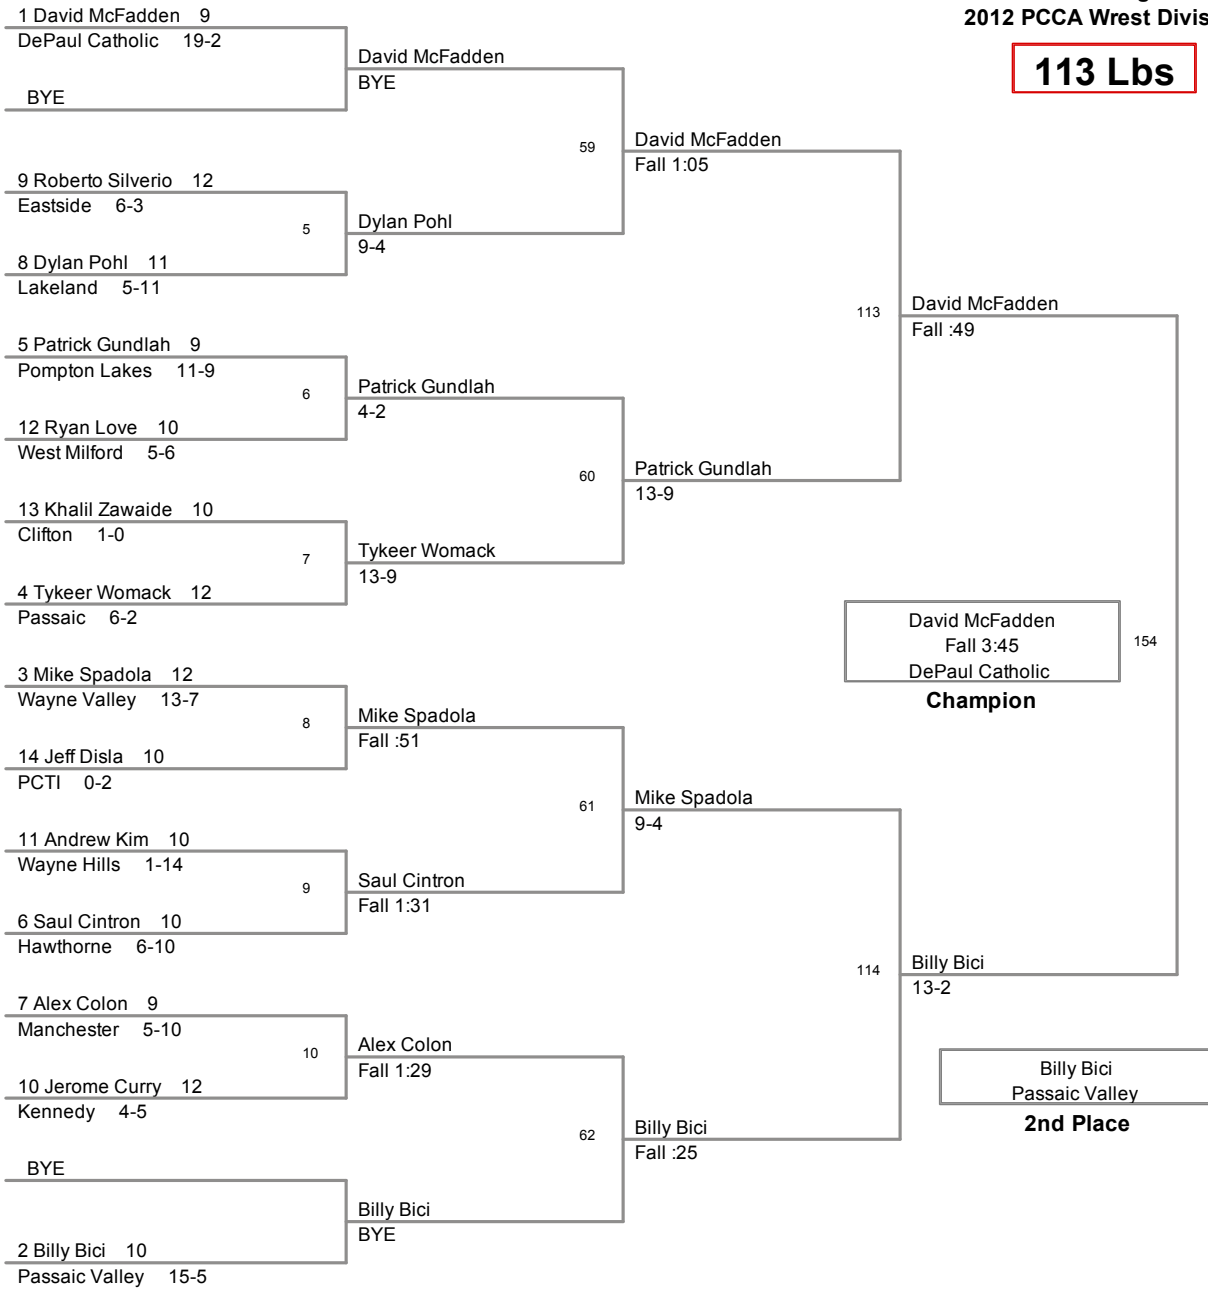 2012 PCCA Wrest Divis
113 Lbs
1 David McFadden 9
DePaul Catholic 19-2
BYE
9 Roberto Silverio 12
Eastside 6-3
8 Dylan Pohl 11
Lakeland 5-11
5 Patrick Gundlah 9
Pompton Lakes 11-9
12 Ryan Love 10
West Milford 5-6
13 Khalil Zawaide 10
Clifton 1-0
4 Tykeer Womack 12
Passaic 6-2
3 Mike Spadola 12
Wayne Valley 13-7
14 Jeff Disla 10
PCTI 0-2
11 Andrew Kim 10
Wayne Hills 1-14
6 Saul Cintron 10
Hawthorne 6-10
7 Alex Colon 9
Manchester 5-10
10 Jerome Curry 12
Kennedy 4-5
BYE
2 Billy Bici 10
Passaic Valley 15-5
5
6
7
8
9
10
David McFadden
BYE
Dylan Pohl
9-4
Patrick Gundlah
4-2
Tykeer Womack
13-9
Mike Spadola
Fall :51
Saul Cintron
Fall 1:31
Alex Colon
Fall 1:29
Billy Bici
BYE
59
60
61
62
David McFadden
Fall 1:05
Patrick Gundlah
13-9
Mike Spadola
9-4
Billy Bici
Fall :25
113
114
David McFadden
Fall :49
Billy Bici
13-2
154
David McFadden
Fall 3:45
DePaul Catholic
Champion
Billy Bici
Passaic Valley
2nd Place